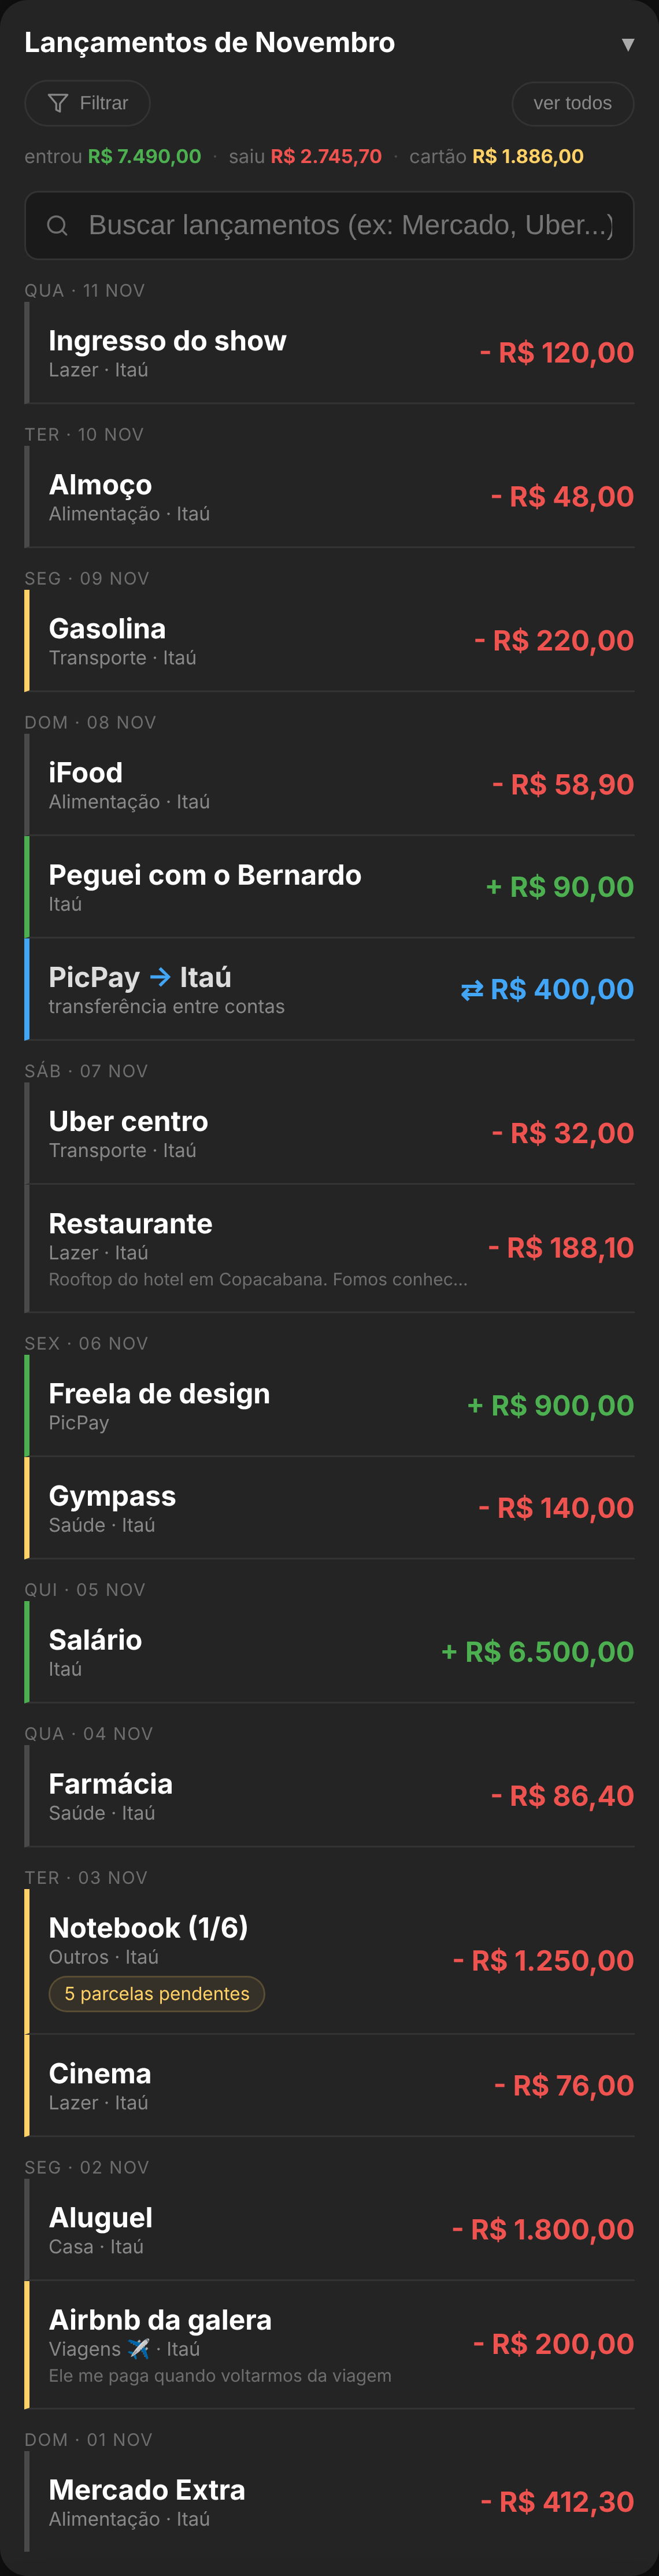 Lançamentos de Novembro ▼
Filtrar
ver todos
entrou R$ 7.490,00 · saiu R$ 2.745,70 · cartão R$ 1.886,00
Buscar lançamentos (ex: Mercado, Uber...)
QUA · 11 NOV
Ingresso do show
Lazer · Itaú
- R$ 120,00
TER · 10 NOV
Almoço
Alimentação · Itaú
- R$ 48,00
SEG · 09 NOV
Gasolina
Transporte · Itaú
- R$ 220,00
DOM · 08 NOV
iFood
Alimentação · Itaú
- R$ 58,90
Peguei com o Bernardo
Itaú
+ R$ 90,00
PicPay → Itaú
transferência entre contas
⇄ R$ 400,00
SÁB · 07 NOV
Uber centro
Transporte · Itaú
- R$ 32,00
Restaurante
Lazer · Itaú
Rooftop do hotel em Copacabana. Fomos conhec...
- R$ 188,10
SEX · 06 NOV
Freela de design
PicPay
+ R$ 900,00
Gympass
Saúde · Itaú
- R$ 140,00
QUI · 05 NOV
Salário
Itaú
+ R$ 6.500,00
QUA · 04 NOV
Farmácia
Saúde · Itaú
- R$ 86,40
TER · 03 NOV
Notebook (1/6)
Outros · Itaú
5 parcelas pendentes
- R$ 1.250,00
Cinema
Lazer · Itaú
- R$ 76,00
SEG · 02 NOV
Aluguel
Casa · Itaú
- R$ 1.800,00
Airbnb da galera
Viagens ✈️ · Itaú
Ele me paga quando voltarmos da viagem
- R$ 200,00
DOM · 01 NOV
Mercado Extra
Alimentação · Itaú
- R$ 412,30